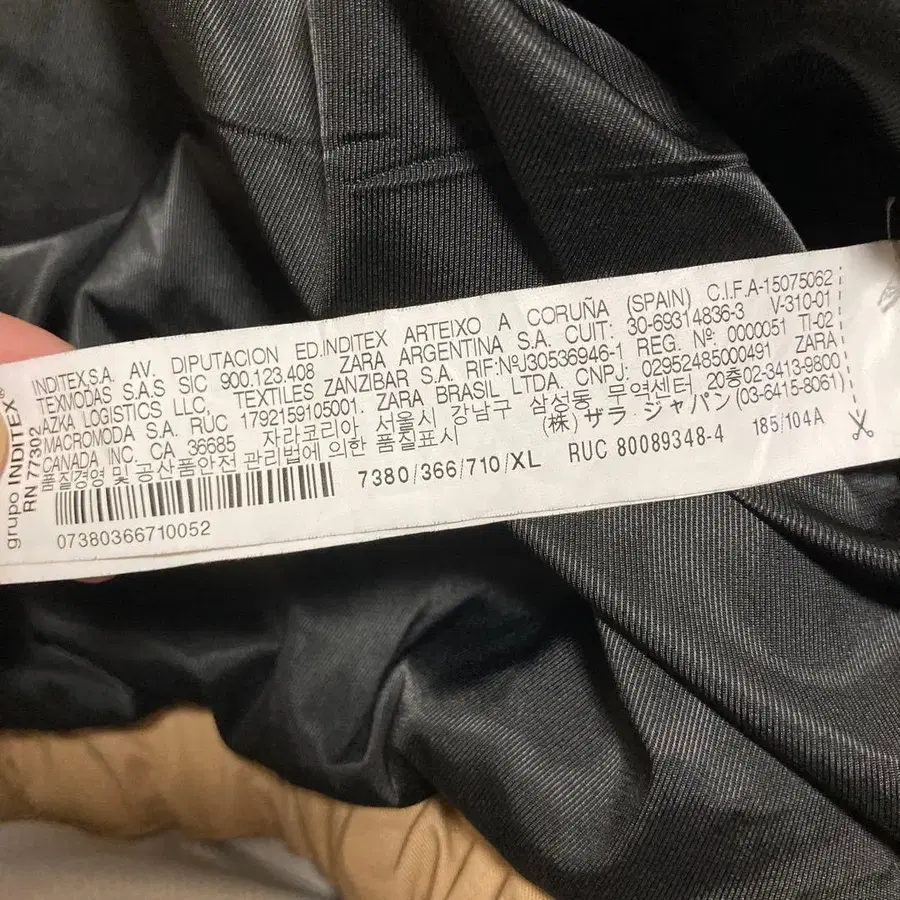 grupo INDITEX®
RN 77302
INDITEX,S.A. AV. DIPUTACION ED.INDITEX ARTEIXO A CORUÑA (SPAIN) C.I.F.A-15075062
TEXMODAS S.A.S SIC 900.123.408 ZARA ARGENTINA S.A. CUIT: 30-69314836-3 V-310-01
AZKA LOGISTICS LLC, TEXTILES ZANZIBAR S.A. RIF:NºJ30536946-1 REG. Nº. 0000051 TI-02
MACROMODA S.A. RUC 1792159105001. ZARA BRASIL LTDA. CNPJ: 02952485000491 ZARA
CANADA INC. CA 36685 자라코리아 서울시 강남구 삼성동 무역센터 20층02-3413-9800
품질경영 및 공산품안전 관리법에 의한 품질표시 (株)ザラ・ジャパン(03-6415-8061)
7380/366/710/XL RUC 80089348-4 185/104A
07380366710052